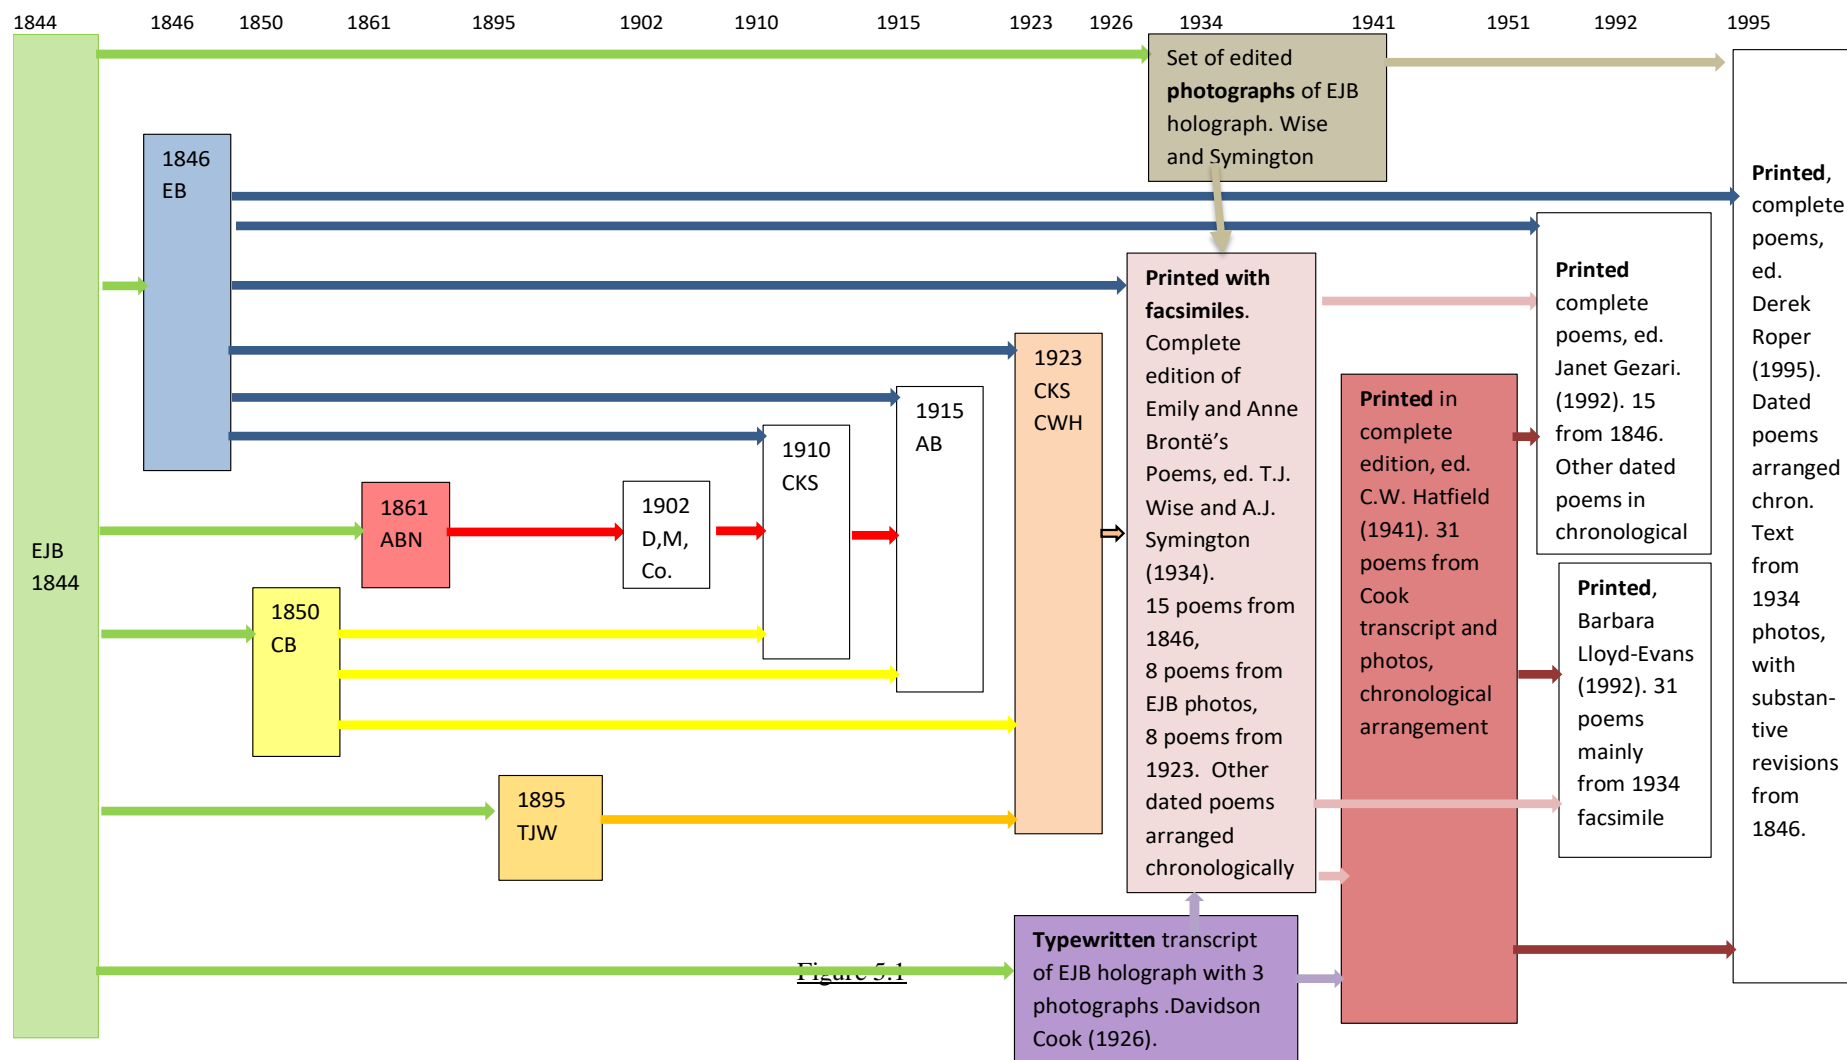 1844 1846 1850 1861 1895 1902 1910 1915 1923 1926 1934 1941 1951 1992 1995
EJB
1844
1846
EB
1861
ABN
1850
CB
1895
TJW
1902
D,M,
Co.
1910
CKS
1915
AB
1923
CKS
CWH
Set of edited
photographs of EJB
holograph. Wise
and Symington
Printed with
facsimiles.
Complete
edition of
Emily and Anne
Brontë's
Poems, ed. T.J.
Wise and A.J.
Symington
(1934).
15 poems from
1846,
8 poems from
EJB photos,
8 poems from
1923. Other
dated poems
arranged
chronologically
Typewritten transcript
of EJB holograph with 3
photographs .Davidson
Cook (1926).
Printed in
complete
edition, ed.
C.W. Hatfield
(1941). 31
poems from
Cook
transcript and
photos,
chronological
arrangement
Printed
complete
poems, ed.
Janet Gezari.
(1992). 15
from 1846.
Other dated
poems in
chronological
Printed,
Barbara
Lloyd-Evans
(1992). 31
poems
mainly
from 1934
facsimile
Printed,
complete
poems,
ed.
Derek
Roper
(1995).
Dated
poems
arranged
chron.
Text
from
1934
photos,
with
substan-
tive
revisions
from
1846.
Figure 5.1